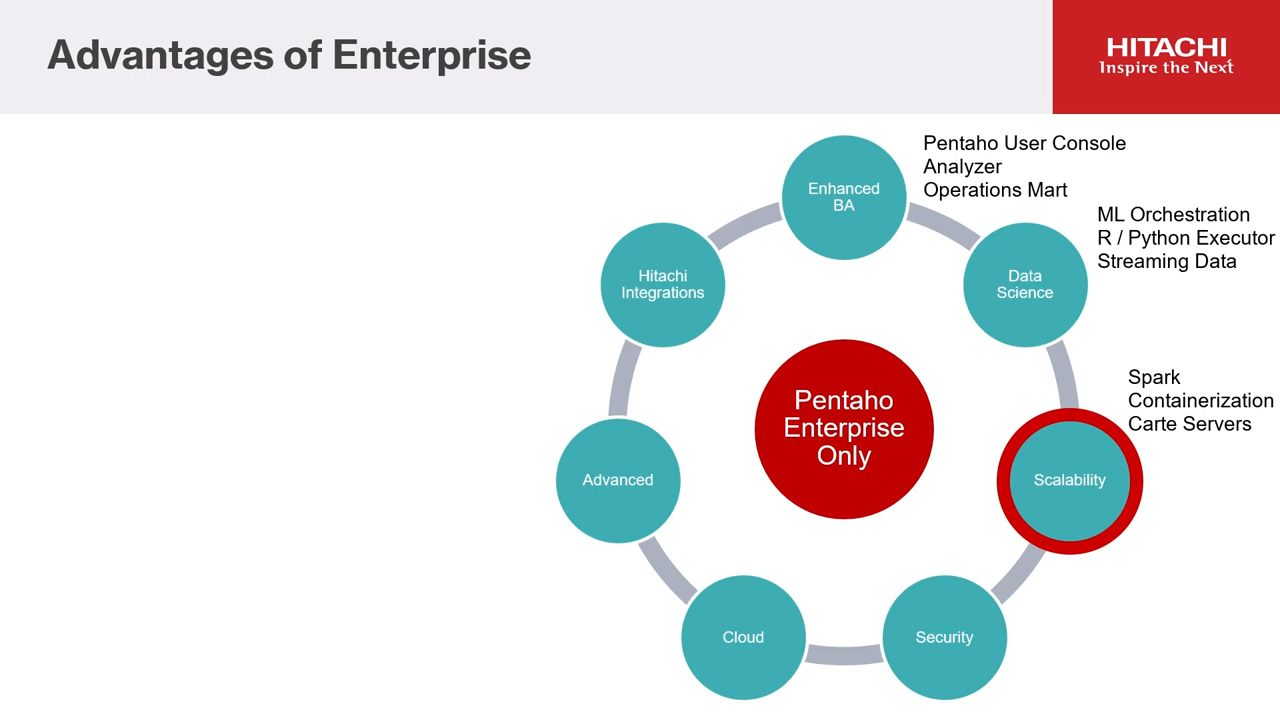 Advantages of Enterprise
HITACHI
Inspire the Next
Enhanced
BA
Pentaho User Console
Analyzer
Operations Mart
Data
Science
ML Orchestration
R / Python Executor
Streaming Data
Scalability
Spark
Containerization
Carte Servers
Security
Cloud
Advanced
Hitachi
Integrations
Pentaho
Enterprise
Only